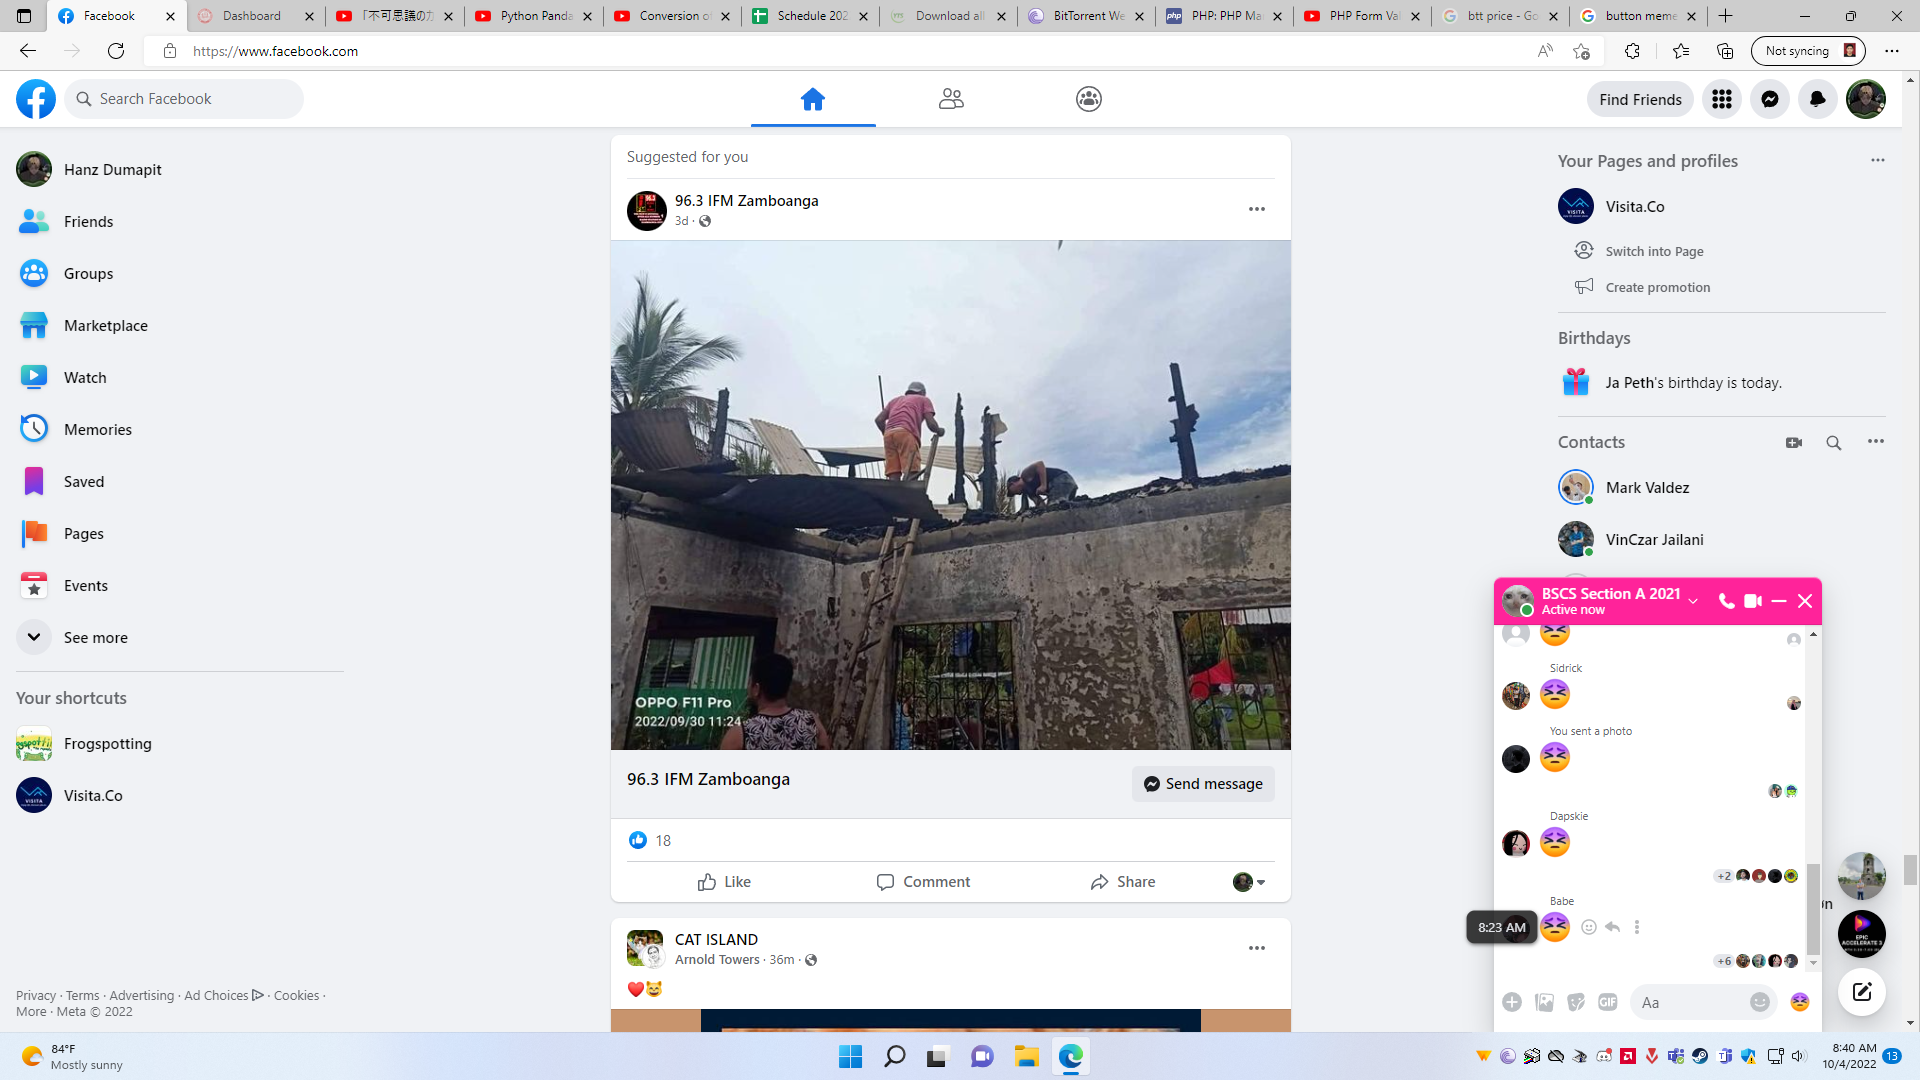 Facebook
Dashboard
「不可思議のカ
Python Panda
Conversion o
Schedule 202
Download all
BitTorrent We
PHP: PHP Ma
PHP Form Val
btt price - Go
button meme
https://www.facebook.com
Not syncing
Search Facebook
Find Friends
Hanz Dumapit
Friends
Groups
Marketplace
Watch
Memories
Saved
Pages
Events
See more
Your shortcuts
Frogspotting
Visita.Co
Privacy · Terms · Advertising · Ad Choices · Cookies ·
More · Meta © 2022
Suggested for you
96.3 IFM Zamboanga
3d ·
OPPO F11 Pro
2022/09/30 11:24
96.3 IFM Zamboanga
Send message
18
Like
Comment
Share
CAT ISLAND
Arnold Towers · 36m ·
Your Pages and profiles
Visita.Co
Switch into Page
Create promotion
Birthdays
Ja Peth's birthday is today.
Contacts
Mark Valdez
VinCzar Jailani
BSCS Section A 2021
Active now
Sidrick
You sent a photo
Dapskie
+2
Babe
8:23 AM
+6
GIF
Aa
EPIC
ACCELERATE 3
84°F
Mostly sunny
8:40 AM
10/4/2022
13